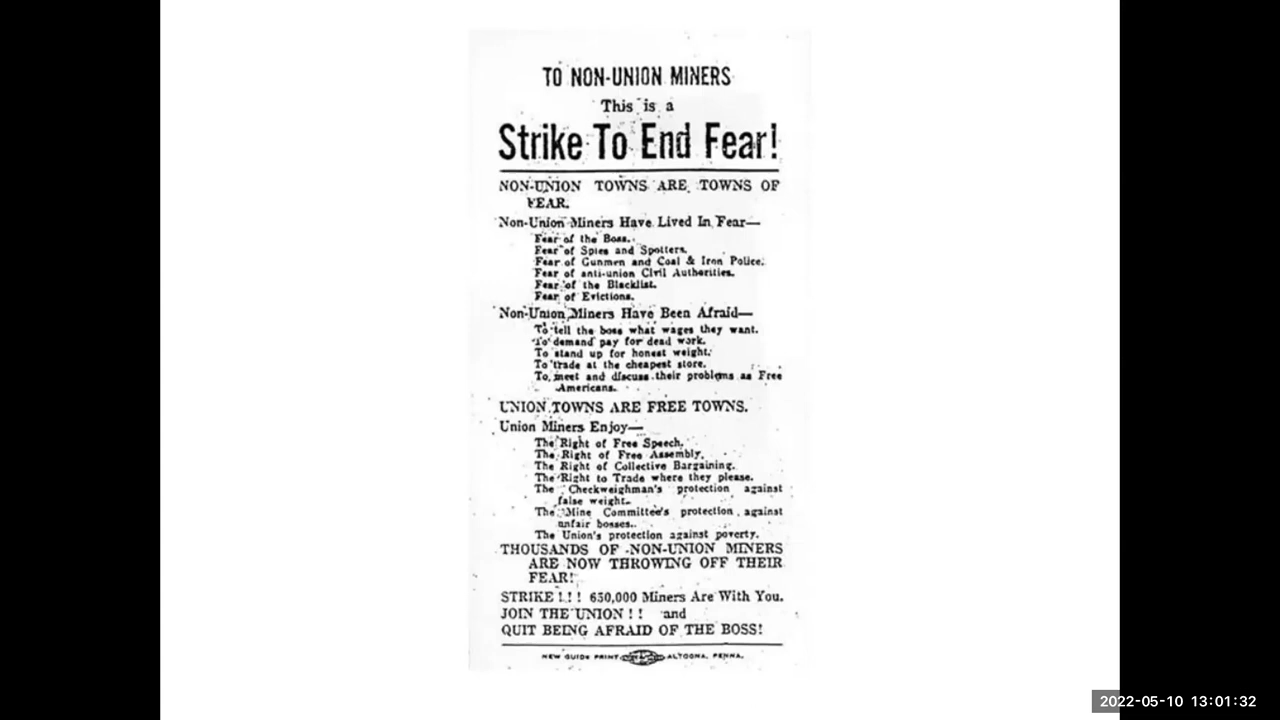 TO NON-UNION MINERS
This is a
Strike To End Fear!
NON-UNION TOWNS ARE TOWNS OF
FEAR.
Non-Union Miners Have Lived In Fear—
Fear of the Boss.
Fear of Spies and Spotters.
Fear of Gunmen and Coal & Iron Police.
Fear of anti-union Civil Authorities.
Fear of the Blacklist.
Fear of Evictions.
Non-Union Miners Have Been Afraid—
To tell the boss what wages they want.
To demand pay for dead work.
To stand up for honest weight.
To trade at the cheapest store.
To meet and discuss their problems as Free
Americans.
UNION TOWNS ARE FREE TOWNS.
Union Miners Enjoy—
The Right of Free Speech.
The Right of Free Assembly.
The Right of Collective Bargaining.
The Right to Trade where they please.
The Checkweighman's protection against
false weight.
The Mine Committee's protection against
unfair bosses.
The Union's protection against poverty.
THOUSANDS OF NON-UNION MINERS
ARE NOW THROWING OFF THEIR
FEAR!
STRIKE ! ! ! 650,000 Miners Are With You.
JOIN THE UNION ! ! and
QUIT BEING AFRAID OF THE BOSS!
NEW GUIDE PRINT ALTOONA, PENNA.
2022-05-10 13:01:32